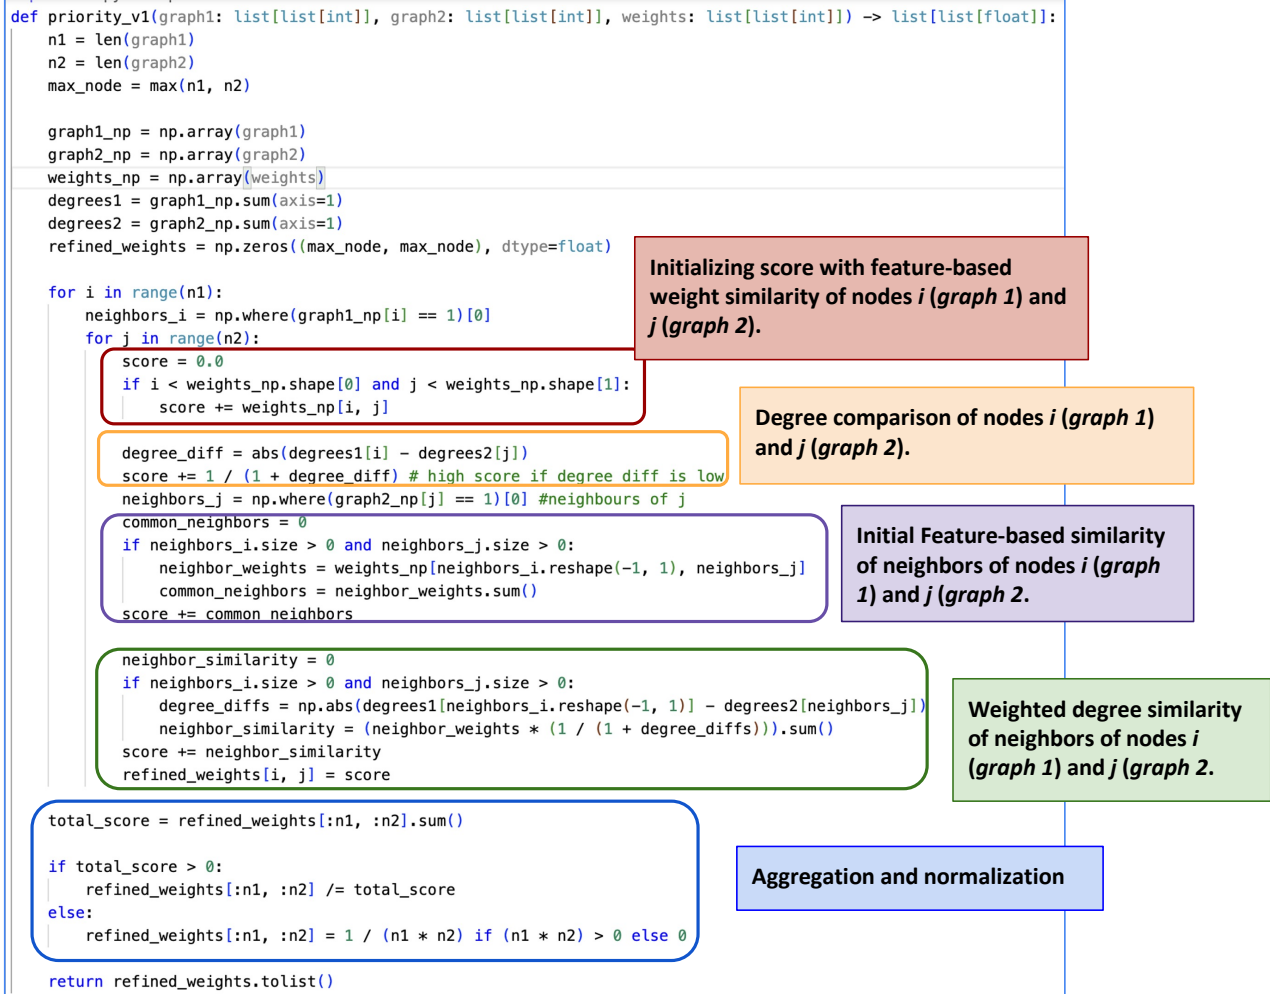 def priority_v1(graph1: list[list[int]], graph2: list[list[int]], weights: list[list[int]]) -> list[list[float]]:
    n1 = len(graph1)
    n2 = len(graph2)
    max_node = max(n1, n2)

    graph1_np = np.array(graph1)
    graph2_np = np.array(graph2)
    weights_np = np.array(weights)
    degrees1 = graph1_np.sum(axis=1)
    degrees2 = graph2_np.sum(axis=1)
    refined_weights = np.zeros((max_node, max_node), dtype=float)

    for i in range(n1):
        neighbors_i = np.where(graph1_np[i] == 1)[0]
        for j in range(n2):
            score = 0.0
            if i < weights_np.shape[0] and j < weights_np.shape[1]:
                score += weights_np[i, j]

            degree_diff = abs(degrees1[i] - degrees2[j])
            score += 1 / (1 + degree_diff) # high score if degree diff is low
            neighbors_j = np.where(graph2_np[j] == 1)[0] #neighbours of j
            common_neighbors = 0
            if neighbors_i.size > 0 and neighbors_j.size > 0:
                neighbor_weights = weights_np[neighbors_i.reshape(-1, 1), neighbors_j]
                common_neighbors = neighbor_weights.sum()
            score += common neighbors

            neighbor_similarity = 0
            if neighbors_i.size > 0 and neighbors_j.size > 0:
                degree_diffs = np.abs(degrees1[neighbors_i.reshape(-1, 1)] - degrees2[neighbors_j])
                neighbor_similarity = (neighbor_weights * (1 / (1 + degree_diffs))).sum()
            score += neighbor_similarity
            refined_weights[i, j] = score

    total_score = refined_weights[:n1, :n2].sum()

    if total_score > 0:
        refined_weights[:n1, :n2] /= total_score
    else:
        refined_weights[:n1, :n2] = 1 / (n1 * n2) if (n1 * n2) > 0 else 0

    return refined_weights.tolist()
Initializing score with feature-based
weight similarity of nodes i (graph 1) and
j (graph 2).
Degree comparison of nodes i (graph 1)
and j (graph 2).
Initial Feature-based similarity
of neighbors of nodes i (graph
1) and j (graph 2.
Weighted degree similarity
of neighbors of nodes i
(graph 1) and j (graph 2.
Aggregation and normalization